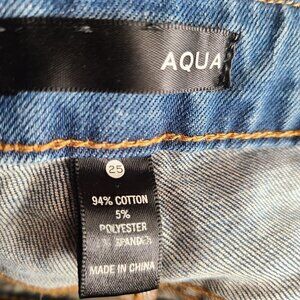 AQUA
25
94% COTTON
5%
POLYESTER
SPANDEX
MADE IN CHINA